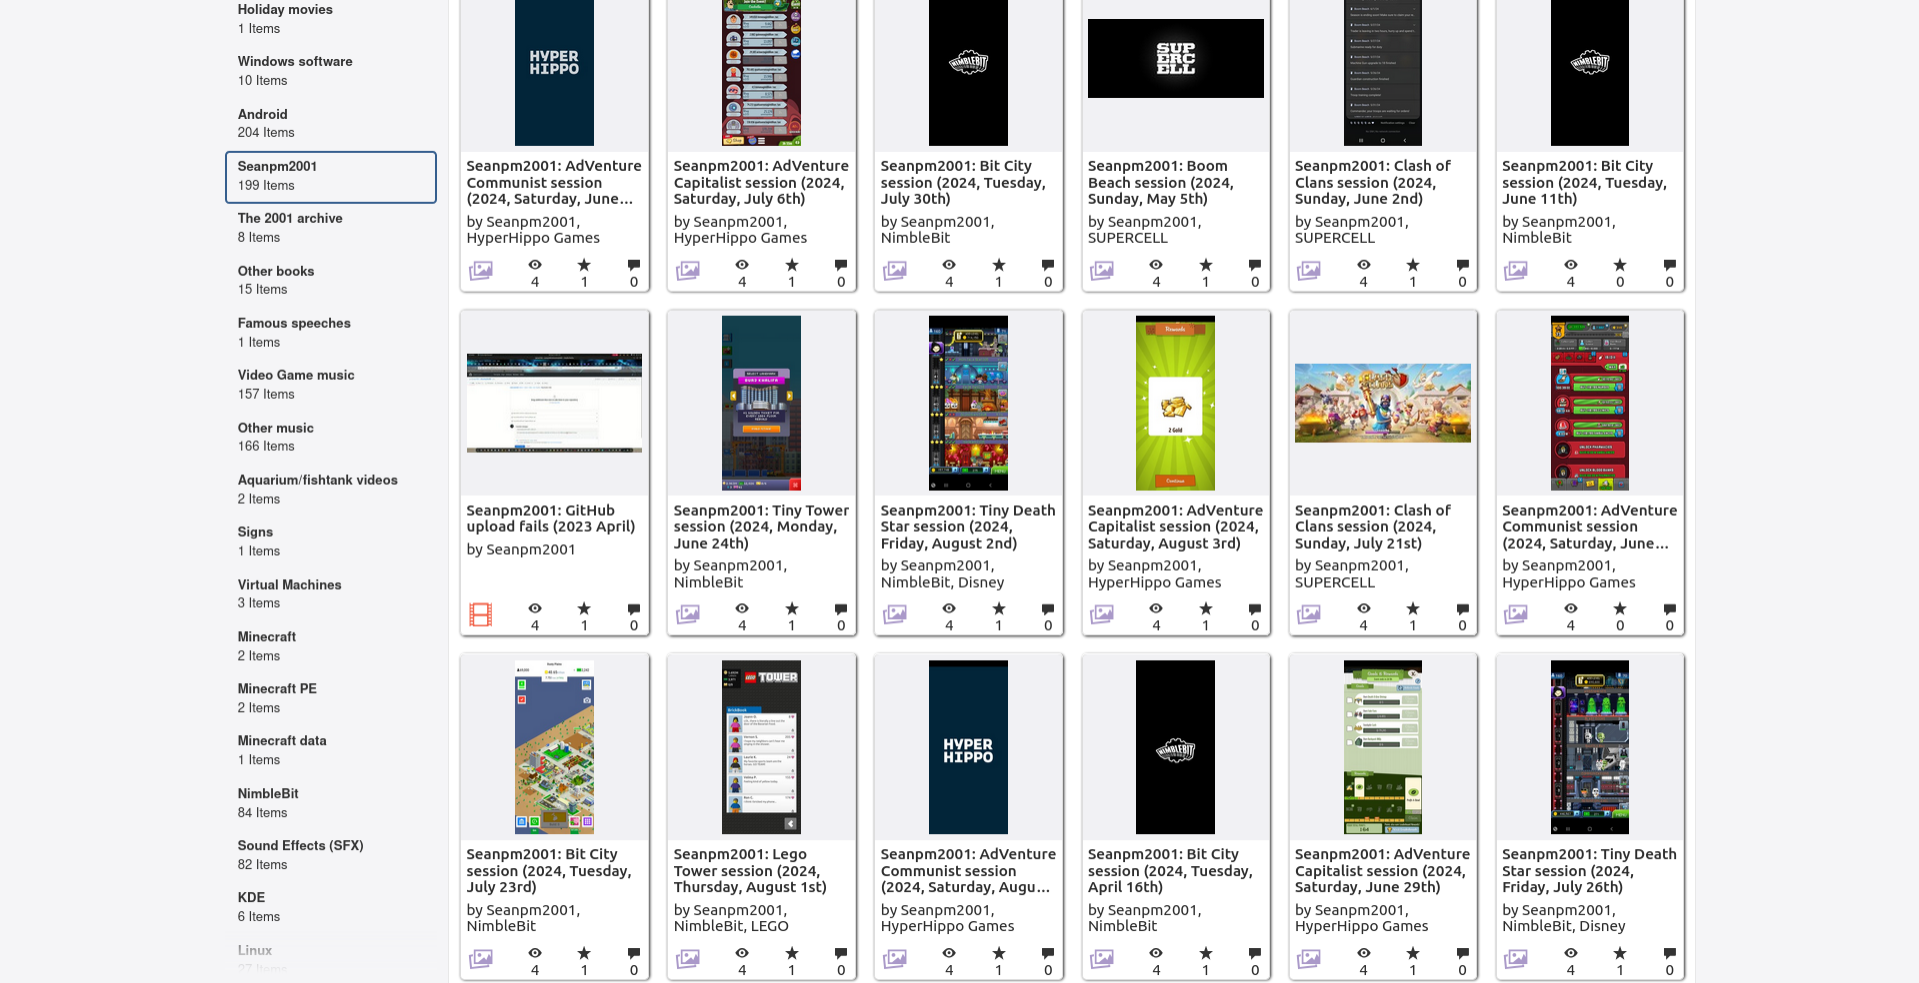 Holiday movies
1 Items
Windows software
10 Items
Android
204 Items
Seanpm2001
199 Items
The 2001 archive
8 Items
Other books
15 Items
Famous speeches
1 Items
Video Game music
157 Items
Other music
166 Items
Aquarium/fishtank videos
2 Items
Signs
1 Items
Virtual Machines
3 Items
Minecraft
2 Items
Minecraft PE
2 Items
Minecraft data
1 Items
NimbleBit
84 Items
Sound Effects (SFX)
82 Items
KDE
6 Items
Linux
27 Items
HYPER
HIPPO
Seanpm2001: AdVenture
Communist session
(2024, Saturday, June...
by Seanpm2001,
HyperHippo Games
4 1 0
Seanpm2001: AdVenture
Capitalist session (2024,
Saturday, July 6th)
by Seanpm2001,
HyperHippo Games
4 1 0
NIMBLEBIT
Seanpm2001: Bit City
session (2024, Tuesday,
July 30th)
by Seanpm2001,
NimbleBit
4 1 0
SUP
ERC
ELL
Seanpm2001: Boom
Beach session (2024,
Sunday, May 5th)
by Seanpm2001,
SUPERCELL
4 1 0
Seanpm2001: Clash of
Clans session (2024,
Sunday, June 2nd)
by Seanpm2001,
SUPERCELL
4 1 0
NIMBLEBIT
Seanpm2001: Bit City
session (2024, Tuesday,
June 11th)
by Seanpm2001,
NimbleBit
4 0 0
Seanpm2001: GitHub
upload fails (2023 April)
by Seanpm2001
4 1 0
Seanpm2001: Tiny Tower
session (2024, Monday,
June 24th)
by Seanpm2001,
NimbleBit
4 1 0
Seanpm2001: Tiny Death
Star session (2024,
Friday, August 2nd)
by Seanpm2001,
NimbleBit, Disney
4 1 0
Rewards
2 Gold
Continue
Seanpm2001: AdVenture
Capitalist session (2024,
Saturday, August 3rd)
by Seanpm2001,
HyperHippo Games
4 1 0
Seanpm2001: Clash of
Clans session (2024,
Sunday, July 21st)
by Seanpm2001,
SUPERCELL
4 1 0
Seanpm2001: AdVenture
Communist session
(2024, Saturday, June...
by Seanpm2001,
HyperHippo Games
4 0 0
Seanpm2001: Bit City
session (2024, Tuesday,
July 23rd)
by Seanpm2001,
NimbleBit
4 1 0
LEGO TOWER
Seanpm2001: Lego
Tower session (2024,
Thursday, August 1st)
by Seanpm2001,
NimbleBit, LEGO
4 1 0
HYPER
HIPPO
Seanpm2001: AdVenture
Communist session
(2024, Saturday, Augu...
by Seanpm2001,
HyperHippo Games
4 1 0
NIMBLEBIT
Seanpm2001: Bit City
session (2024, Tuesday,
April 16th)
by Seanpm2001,
NimbleBit
4 1 0
Seanpm2001: AdVenture
Capitalist session (2024,
Saturday, June 29th)
by Seanpm2001,
HyperHippo Games
4 1 0
Seanpm2001: Tiny Death
Star session (2024,
Friday, July 26th)
by Seanpm2001,
NimbleBit, Disney
4 1 0